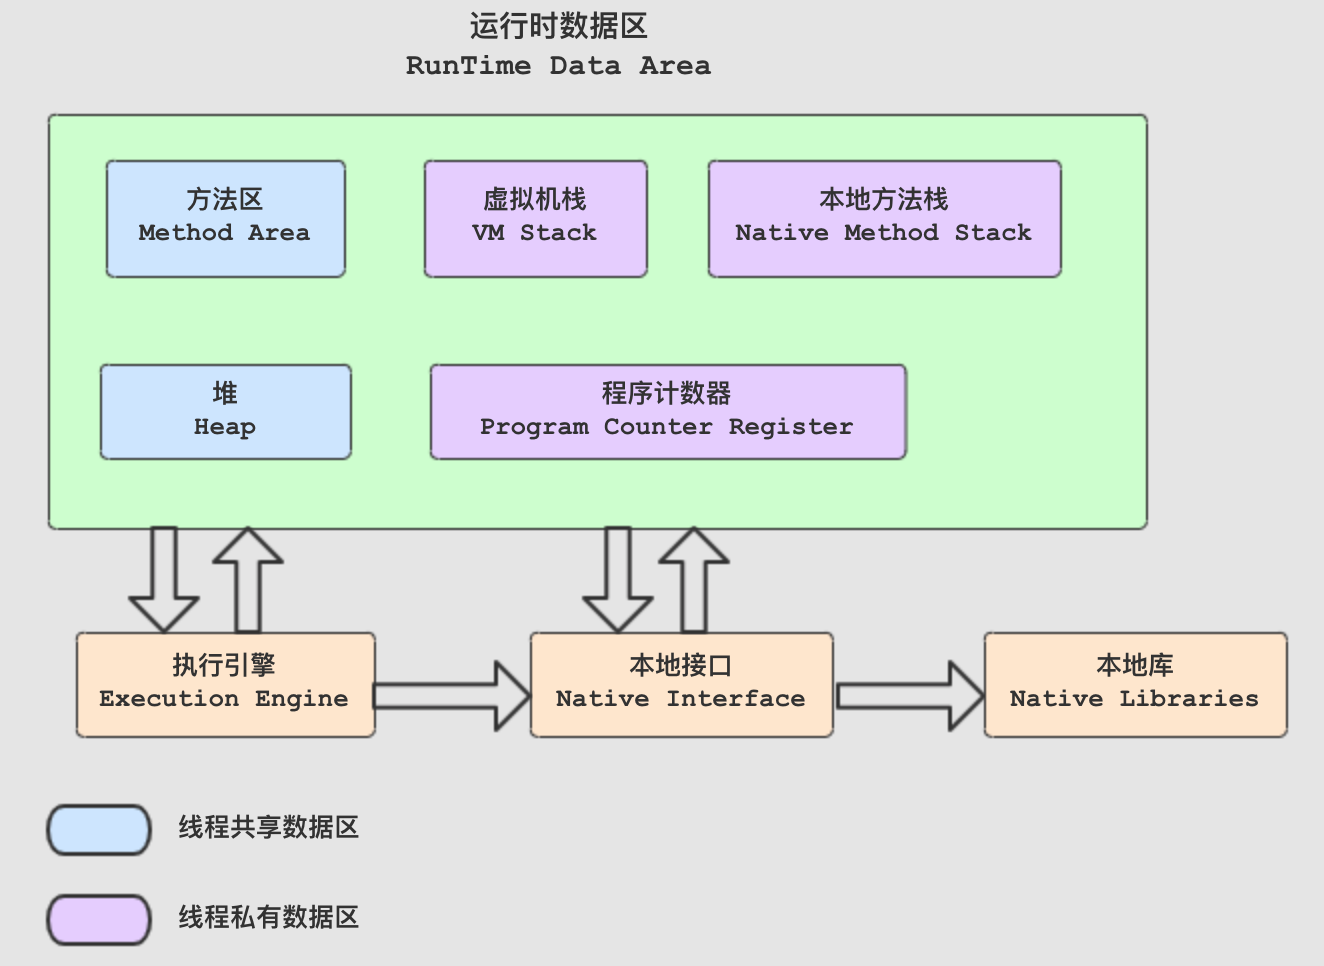 运行时数据区
RunTime Data Area
方法区
Method Area
虚拟机栈
VM Stack
本地方法栈
Native Method Stack
堆
Heap
程序计数器
Program Counter Register
执行引擎
Execution Engine
本地接口
Native Interface
本地库
Native Libraries
线程共享数据区
线程私有数据区